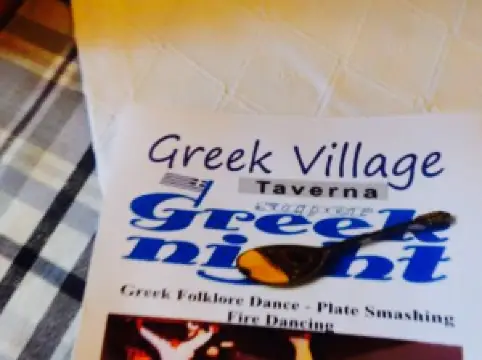 Greek Village
Taverna
Greek
night
Greek Folklore Dance - Plate Smashing
Fire Dancing